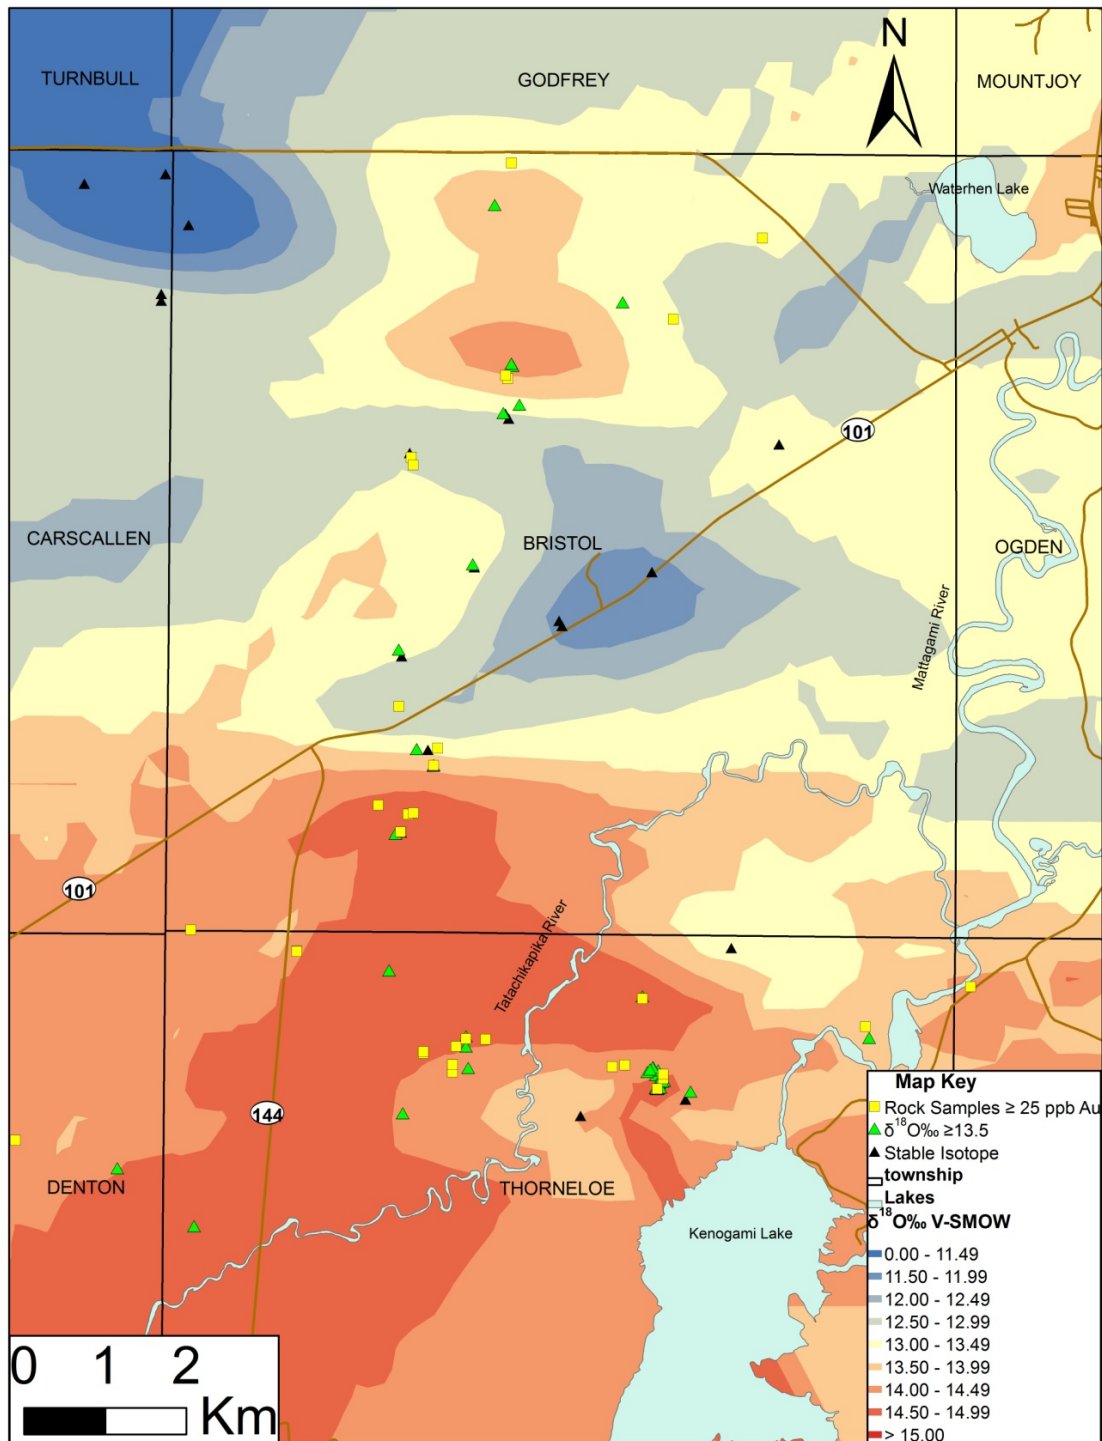 TURNBULL
GODFREY
MOUNTJOY
N
Waterhen Lake
101
CARSCALLEN
BRISTOL
OGDEN
Mattagami River
101
Tatachikapika River
144
DENTON
THORNELOE
Kenogami Lake
Map Key
Rock Samples ≥ 25 ppb Au
δ¹⁸O‰ ≥13.5
Stable Isotope
township
Lakes
δ¹⁸O‰ V-SMOW
0.00 - 11.49
11.50 - 11.99
12.00 - 12.49
12.50 - 12.99
13.00 - 13.49
13.50 - 13.99
14.00 - 14.49
14.50 - 14.99
> 15.00
0 1 2
Km